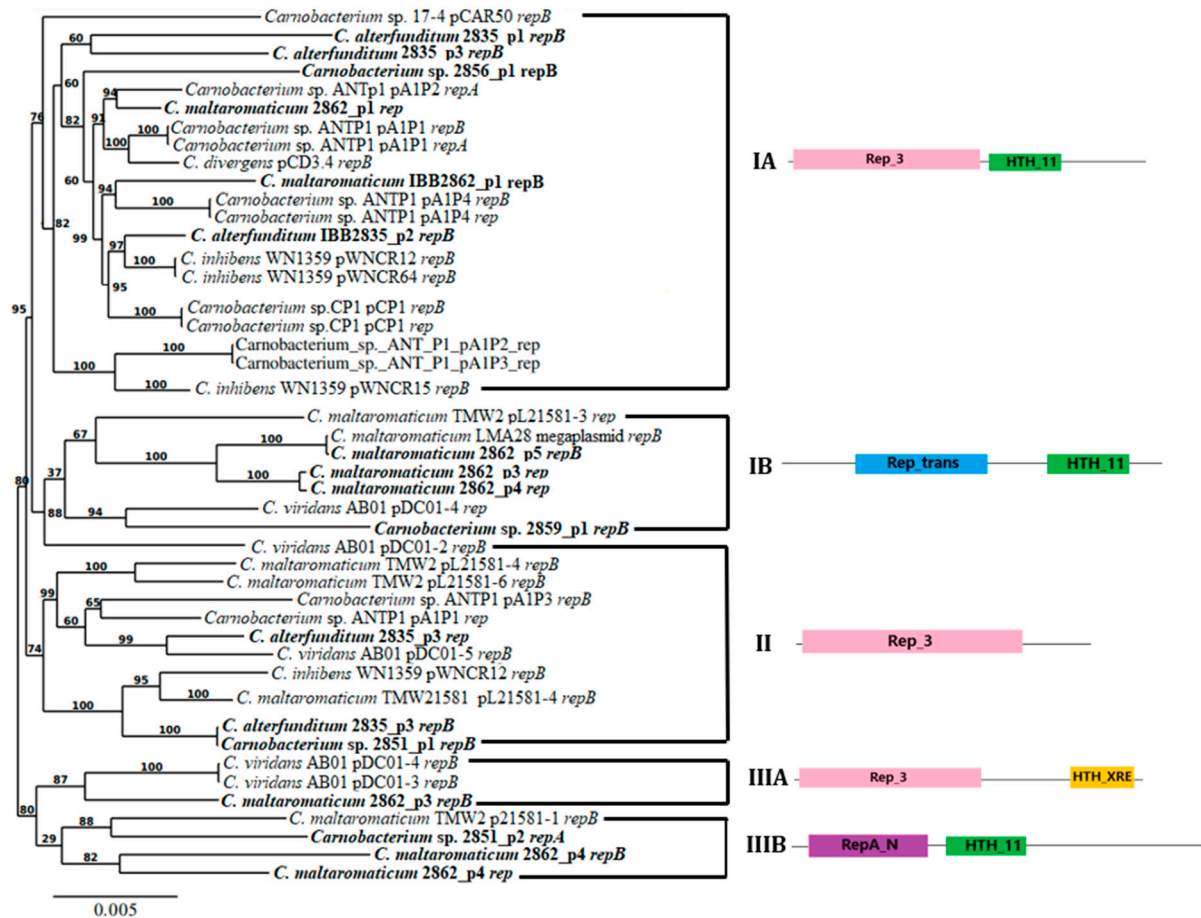 Carnobacterium sp. 17-4 pCAR50 repB
60
C. alterfunditum 2835_p1 repB
C. alterfunditum 2835_p3 repB
60
Carnobacterium sp. 2856_p1 repB
94
Carnobacterium sp. ANTp1 pA1P2 repA
C. maltaromaticum 2862_p1 rep
76
82
91
100
Carnobacterium sp. ANTP1 pA1P1 repB
100
Carnobacterium sp. ANTP1 pA1P1 repA
C. divergens pCD3.4 repB
IA
Rep_3
HTH_11
60
94
C. maltaromaticum IBB2862_p1 repB
100
Carnobacterium sp. ANTP1 pA1P4 repB
Carnobacterium sp. ANTP1 pA1P4 rep
82
99
97
C. alterfunditum IBB2835_p2 repB
100
C. inhibens WN1359 pWNCR12 repB
C. inhibens WN1359 pWNCR64 repB
95
95
100
Carnobacterium sp.CP1 pCP1 repB
Carnobacterium sp.CP1 pCP1 rep
100
Carnobacterium_sp._ANT_P1_pA1P2_rep
Carnobacterium_sp._ANT_P1_pA1P3_rep
100
100
C. inhibens WN1359 pWNCR15 repB
C. maltaromaticum TMW2 pL21581-3 rep
67
100
C. maltaromaticum LMA28 megaplasmid repB
C. maltaromaticum 2862_p5 repB
100
37
100
C. maltaromaticum 2862_p3 rep
C. maltaromaticum 2862_p4 rep
IB
Rep_trans
HTH_11
80
88
94
C. viridans AB01 pDC01-4 rep
Carnobacterium sp. 2859_p1 repB
C. viridans AB01 pDC01-2 repB
100
C. maltaromaticum TMW2 pL21581-4 repB
C. maltaromaticum TMW2 pL21581-6 repB
99
65
Carnobacterium sp. ANTP1 pA1P3 repB
60
Carnobacterium sp. ANTP1 pA1P1 rep
99
C. alterfunditum 2835_p3 rep
C. viridans AB01 pDC01-5 repB
II
Rep_3
74
95
C. inhibens WN1359 pWNCR12 repB
100
C. maltaromaticum TMW21581 pL21581-4 repB
100
100
C. alterfunditum 2835_p3 repB
Carnobacterium sp. 2851_p1 repB
100
C. viridans AB01 pDC01-4 repB
C. viridans AB01 pDC01-3 repB
87
C. maltaromaticum 2862_p3 repB
IIIA
Rep_3
HTH_XRE
80
88
C. maltaromaticum TMW2 p21581-1 repB
Carnobacterium sp. 2851_p2 repA
29
82
C. maltaromaticum 2862_p4 repB
C. maltaromaticum 2862_p4 rep
IIIB
RepA_N
HTH_11
0.005